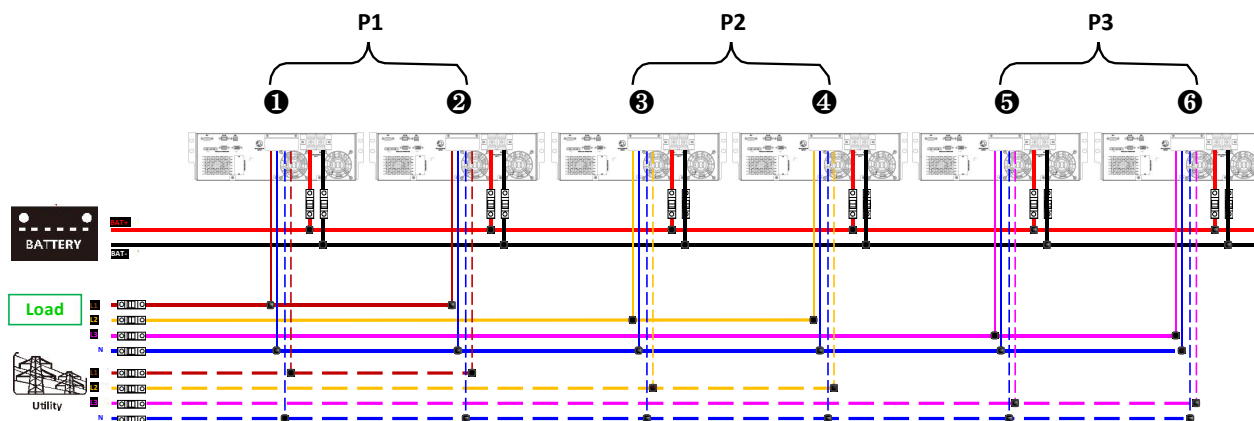 P1 P2 P3
❶ ❷ ❸ ❹ ❺ ❻
BAT+
BATTERY
BAT-
Load
L1
L2
L3
N
Utility
L1
L2
L3
N